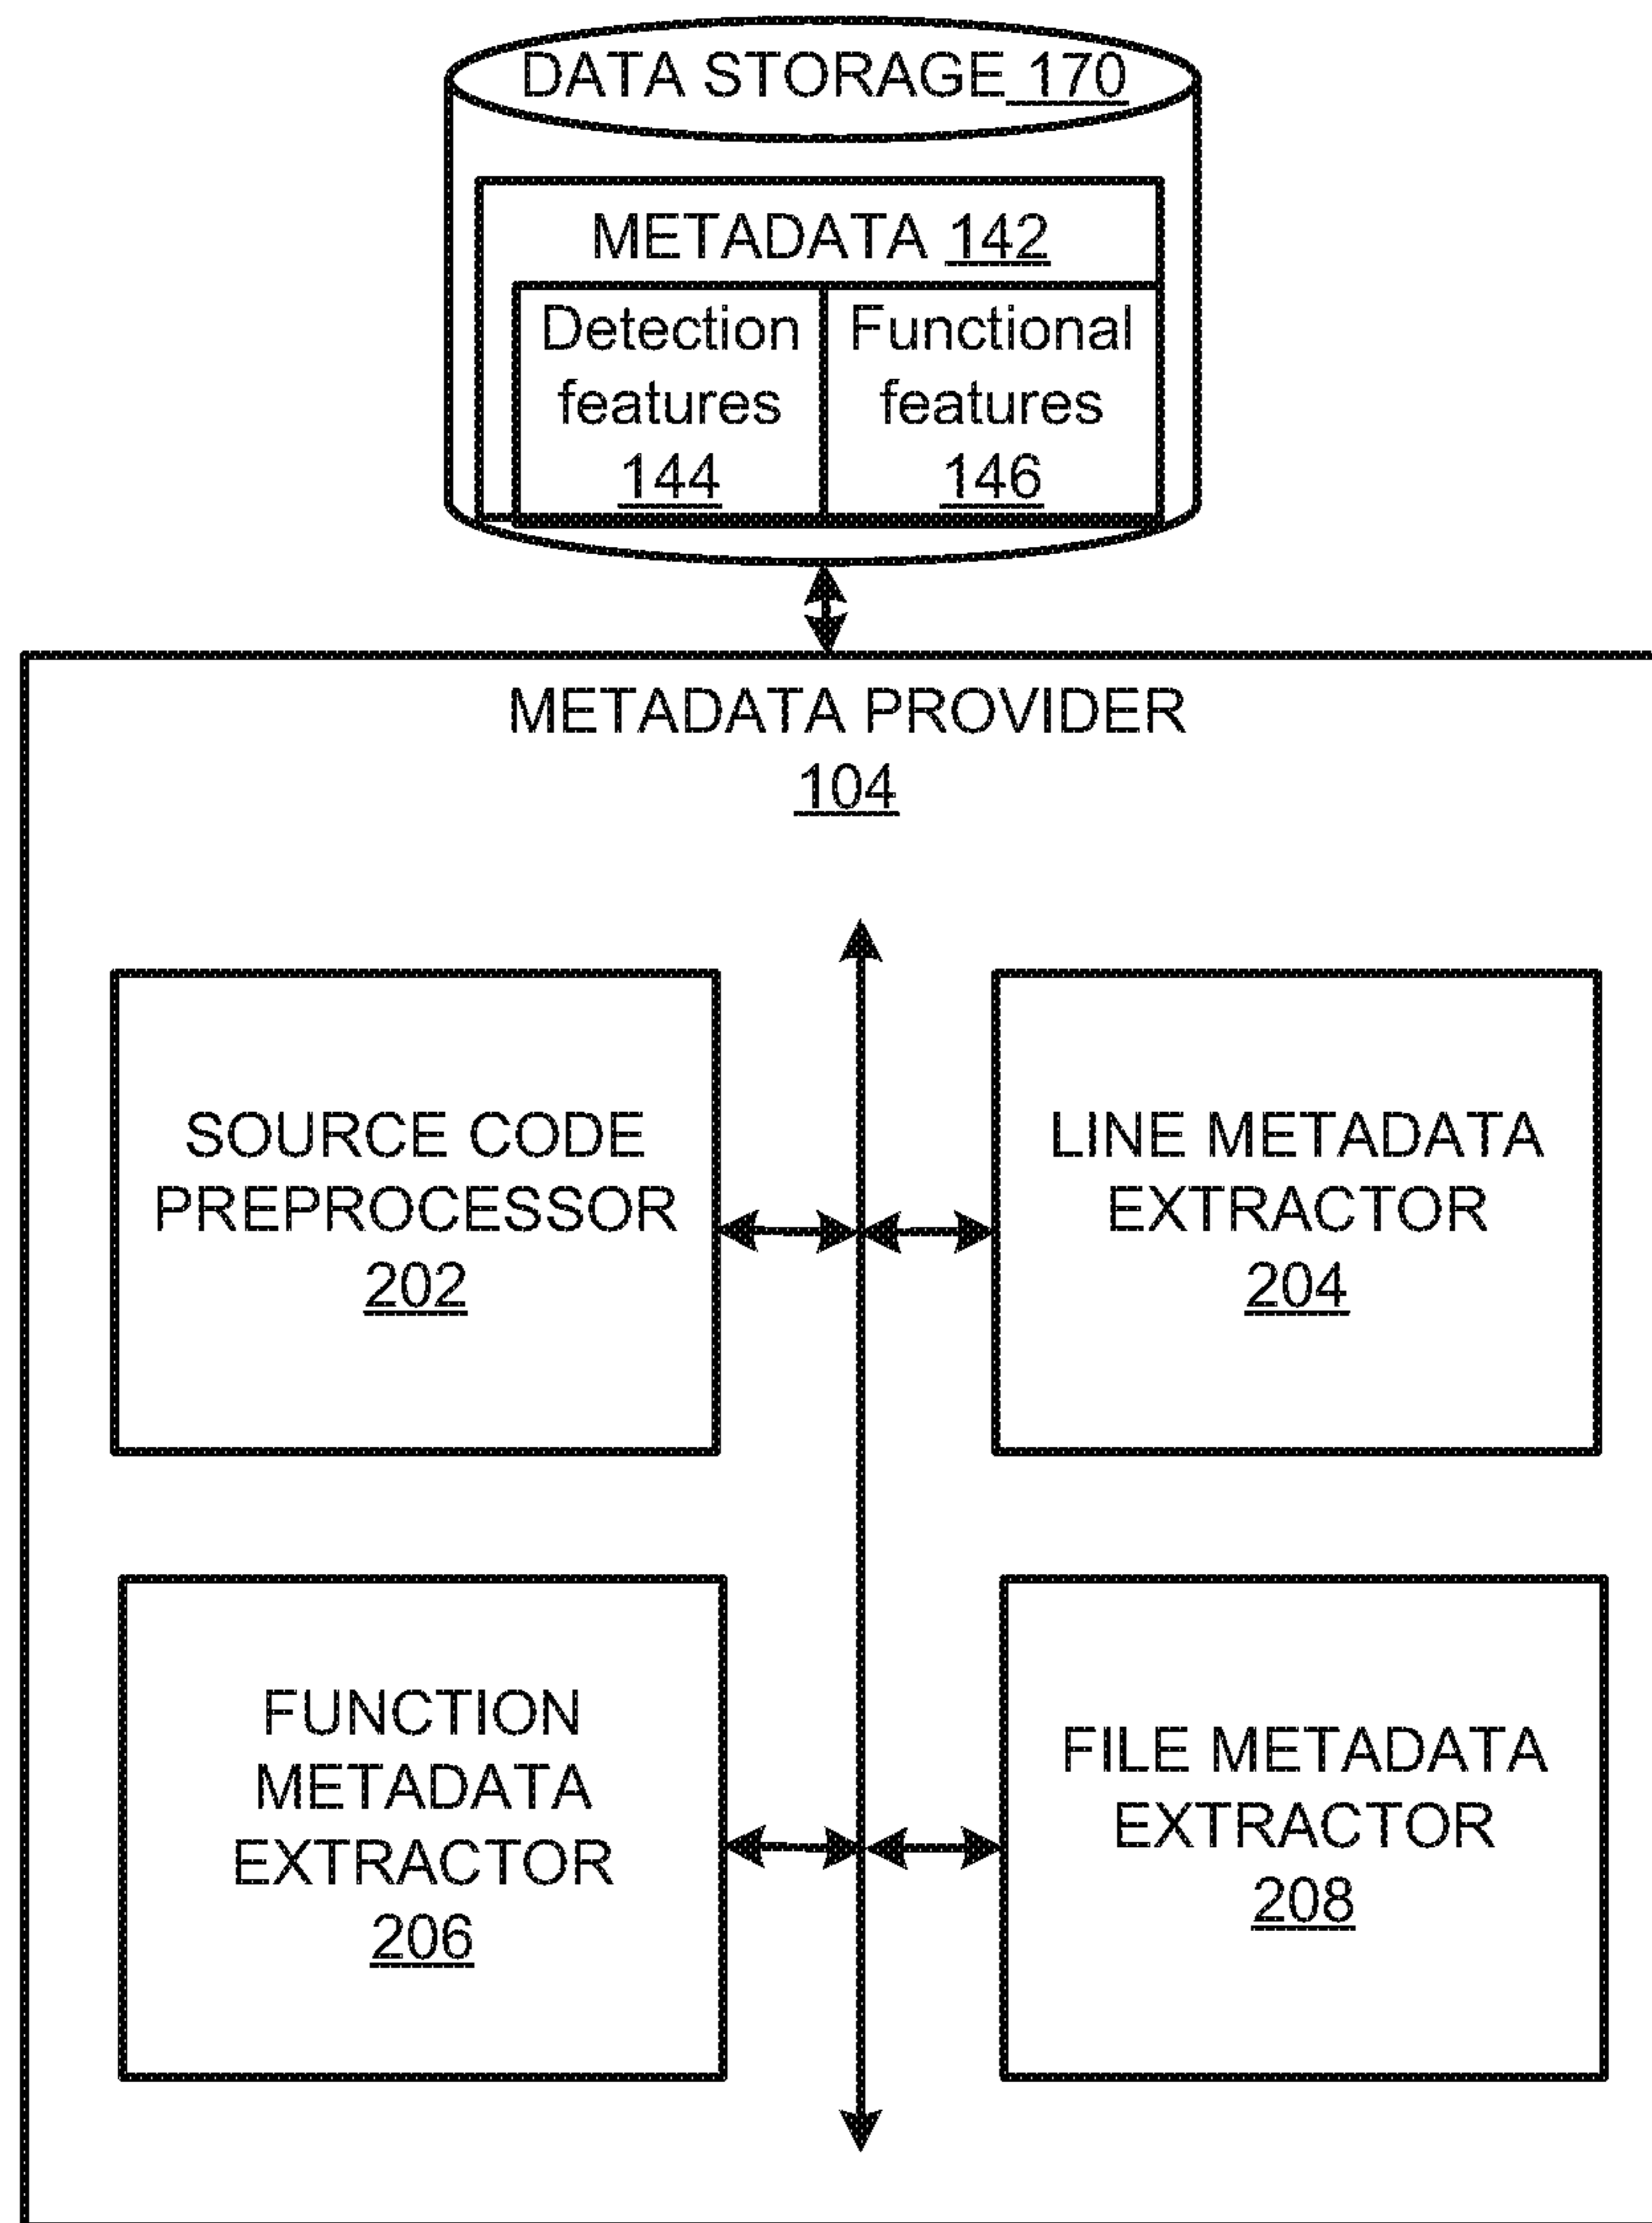 DATA STORAGE 170
METADATA 142
Detection
features
144
Functional
features
146
METADATA PROVIDER
104
SOURCE CODE
PREPROCESSOR
202
LINE METADATA
EXTRACTOR
204
FUNCTION
METADATA
EXTRACTOR
206
FILE METADATA
EXTRACTOR
208